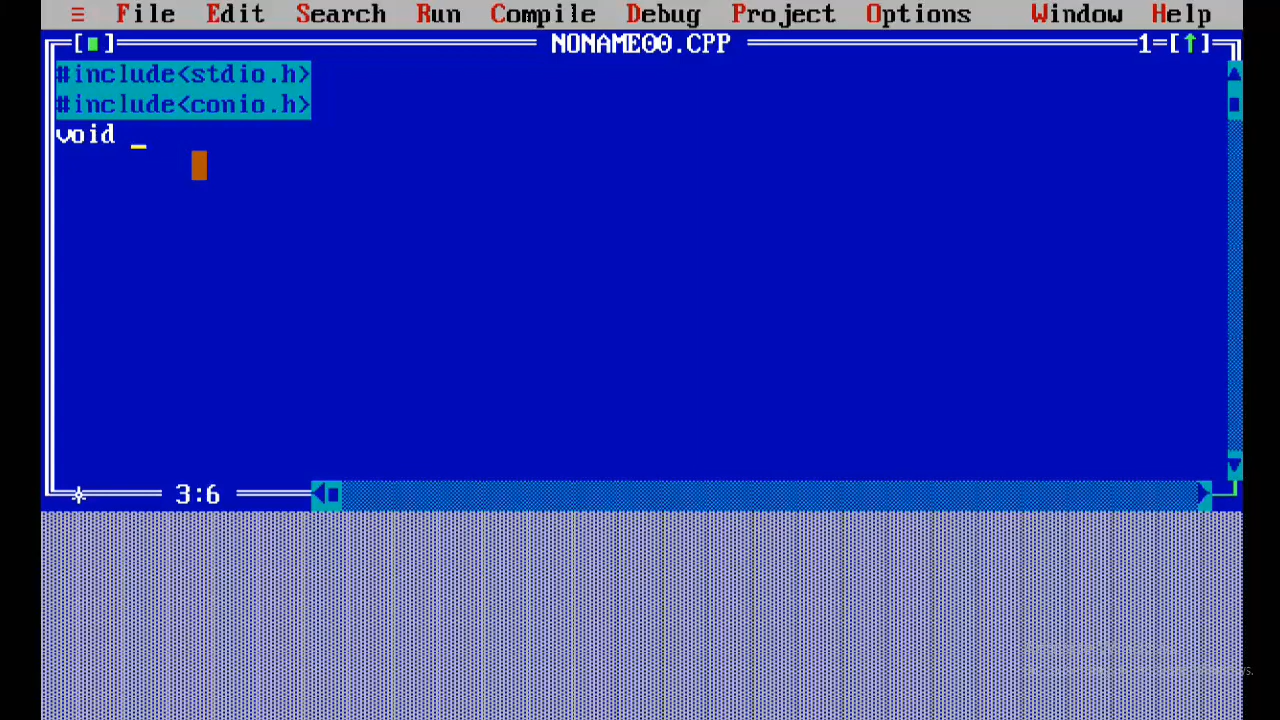 ≡ File Edit Search Run Compile Debug Project Options Window Help
[■] NONAME00.CPP 1=[↑]
#include<stdio.h>
#include<conio.h>
void _
3:6